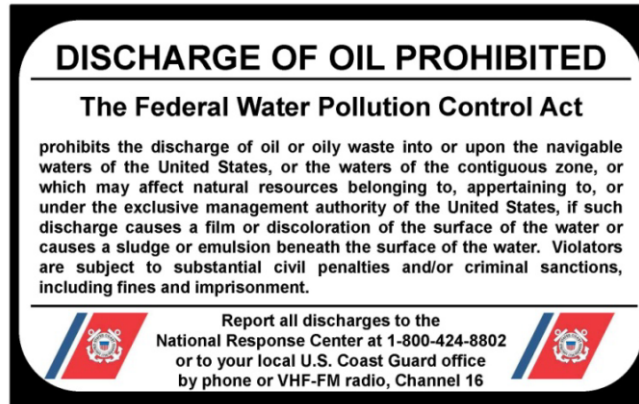 DISCHARGE OF OIL PROHIBITED
The Federal Water Pollution Control Act
prohibits the discharge of oil or oily waste into or upon the navigable
waters of the United States, or the waters of the contiguous zone, or
which may affect natural resources belonging to, appertaining to, or
under the exclusive management authority of the United States, if such
discharge causes a film or discoloration of the surface of the water or
causes a sludge or emulsion beneath the surface of the water. Violators
are subject to substantial civil penalties and/or criminal sanctions,
including fines and imprisonment.
Report all discharges to the
National Response Center at 1-800-424-8802
or to your local U.S. Coast Guard office
by phone or VHF-FM radio, Channel 16